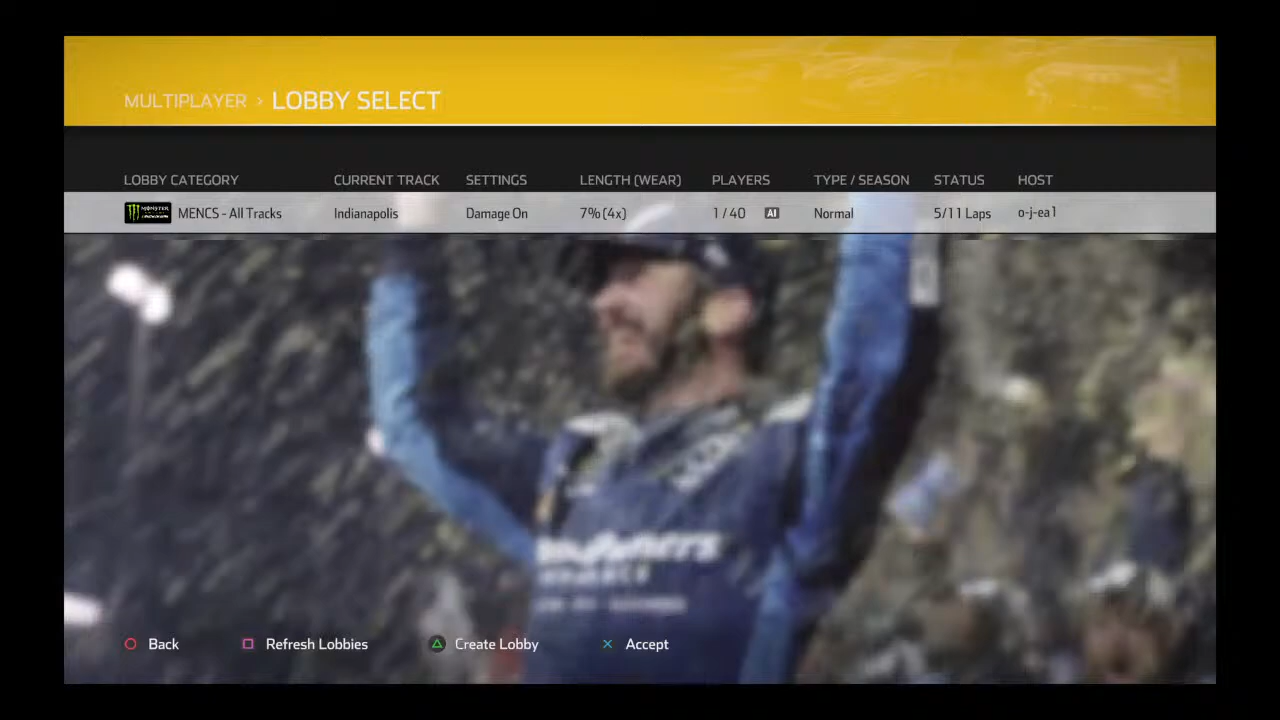 MULTIPLAYER > LOBBY SELECT
LOBBY CATEGORY CURRENT TRACK SETTINGS LENGTH (WEAR) PLAYERS TYPE / SEASON STATUS HOST
MONSTER MENCS - All Tracks Indianapolis Damage On 7% (4x) 1 / 40 AI Normal 5/11 Laps o-j-ea1
Back Refresh Lobbies Create Lobby Accept